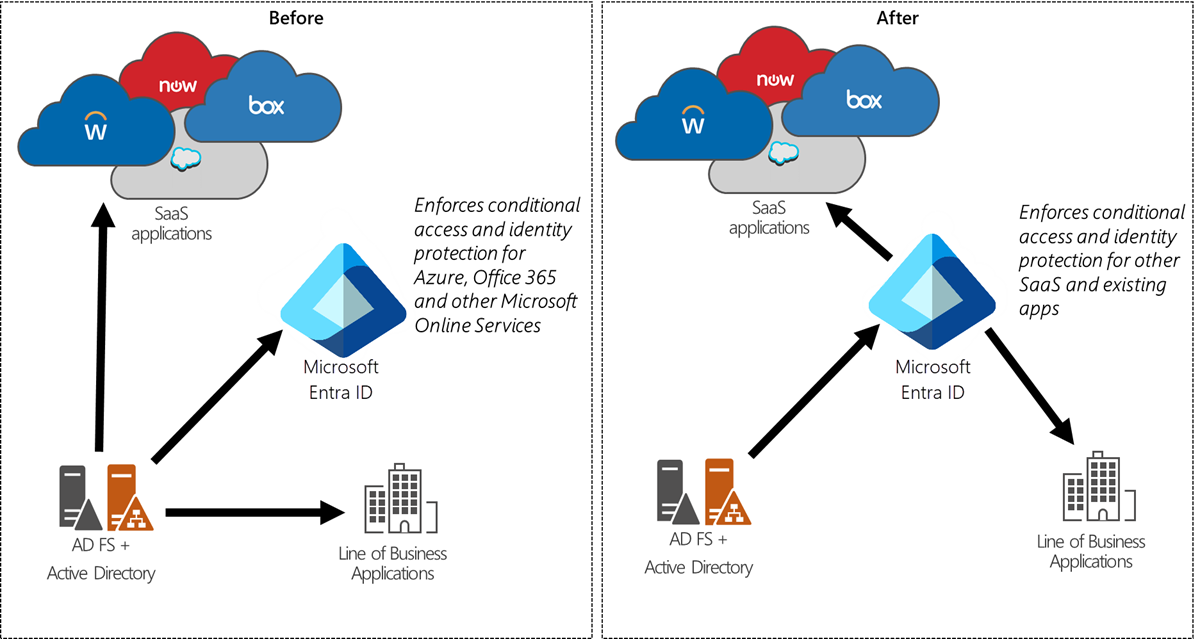 Before
now
box
W
SaaS
applications
Enforces conditional
access and identity
protection for
Azure, Office 365
and other Microsoft
Online Services
Microsoft
Entra ID
AD FS +
Active Directory
Line of Business
Applications
After
now
box
W
SaaS
applications
Enforces conditional
access and identity
protection for other
SaaS and existing
apps
Microsoft
Entra ID
AD FS +
Active Directory
Line of Business
Applications